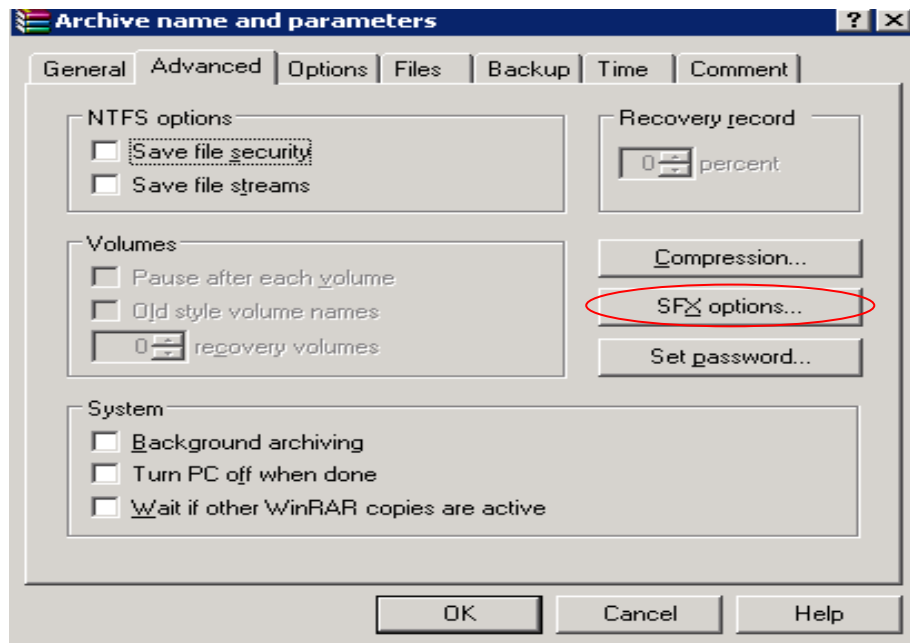 Archive name and parameters
General Advanced Options Files Backup Time Comment
NTFS options
Save file security
Save file streams
Recovery record
0 percent
Volumes
Pause after each volume
Old style volume names
0 recovery volumes
Compression...
SFX options...
Set password...
System
Background archiving
Turn PC off when done
Wait if other WinRAR copies are active
OK Cancel Help